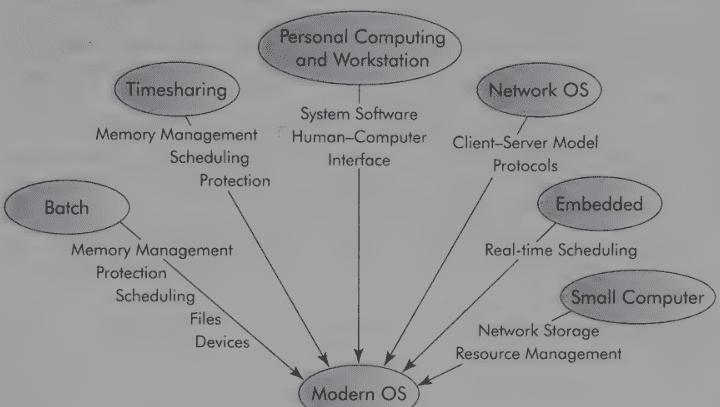 Personal Computing
and Workstation
Timesharing
Network OS
System Software
Human–Computer
Interface
Memory Management
Scheduling
Protection
Client–Server Model
Protocols
Batch
Embedded
Memory Management
Protection
Scheduling
Files
Devices
Real-time Scheduling
Small Computer
Network Storage
Resource Management
Modern OS